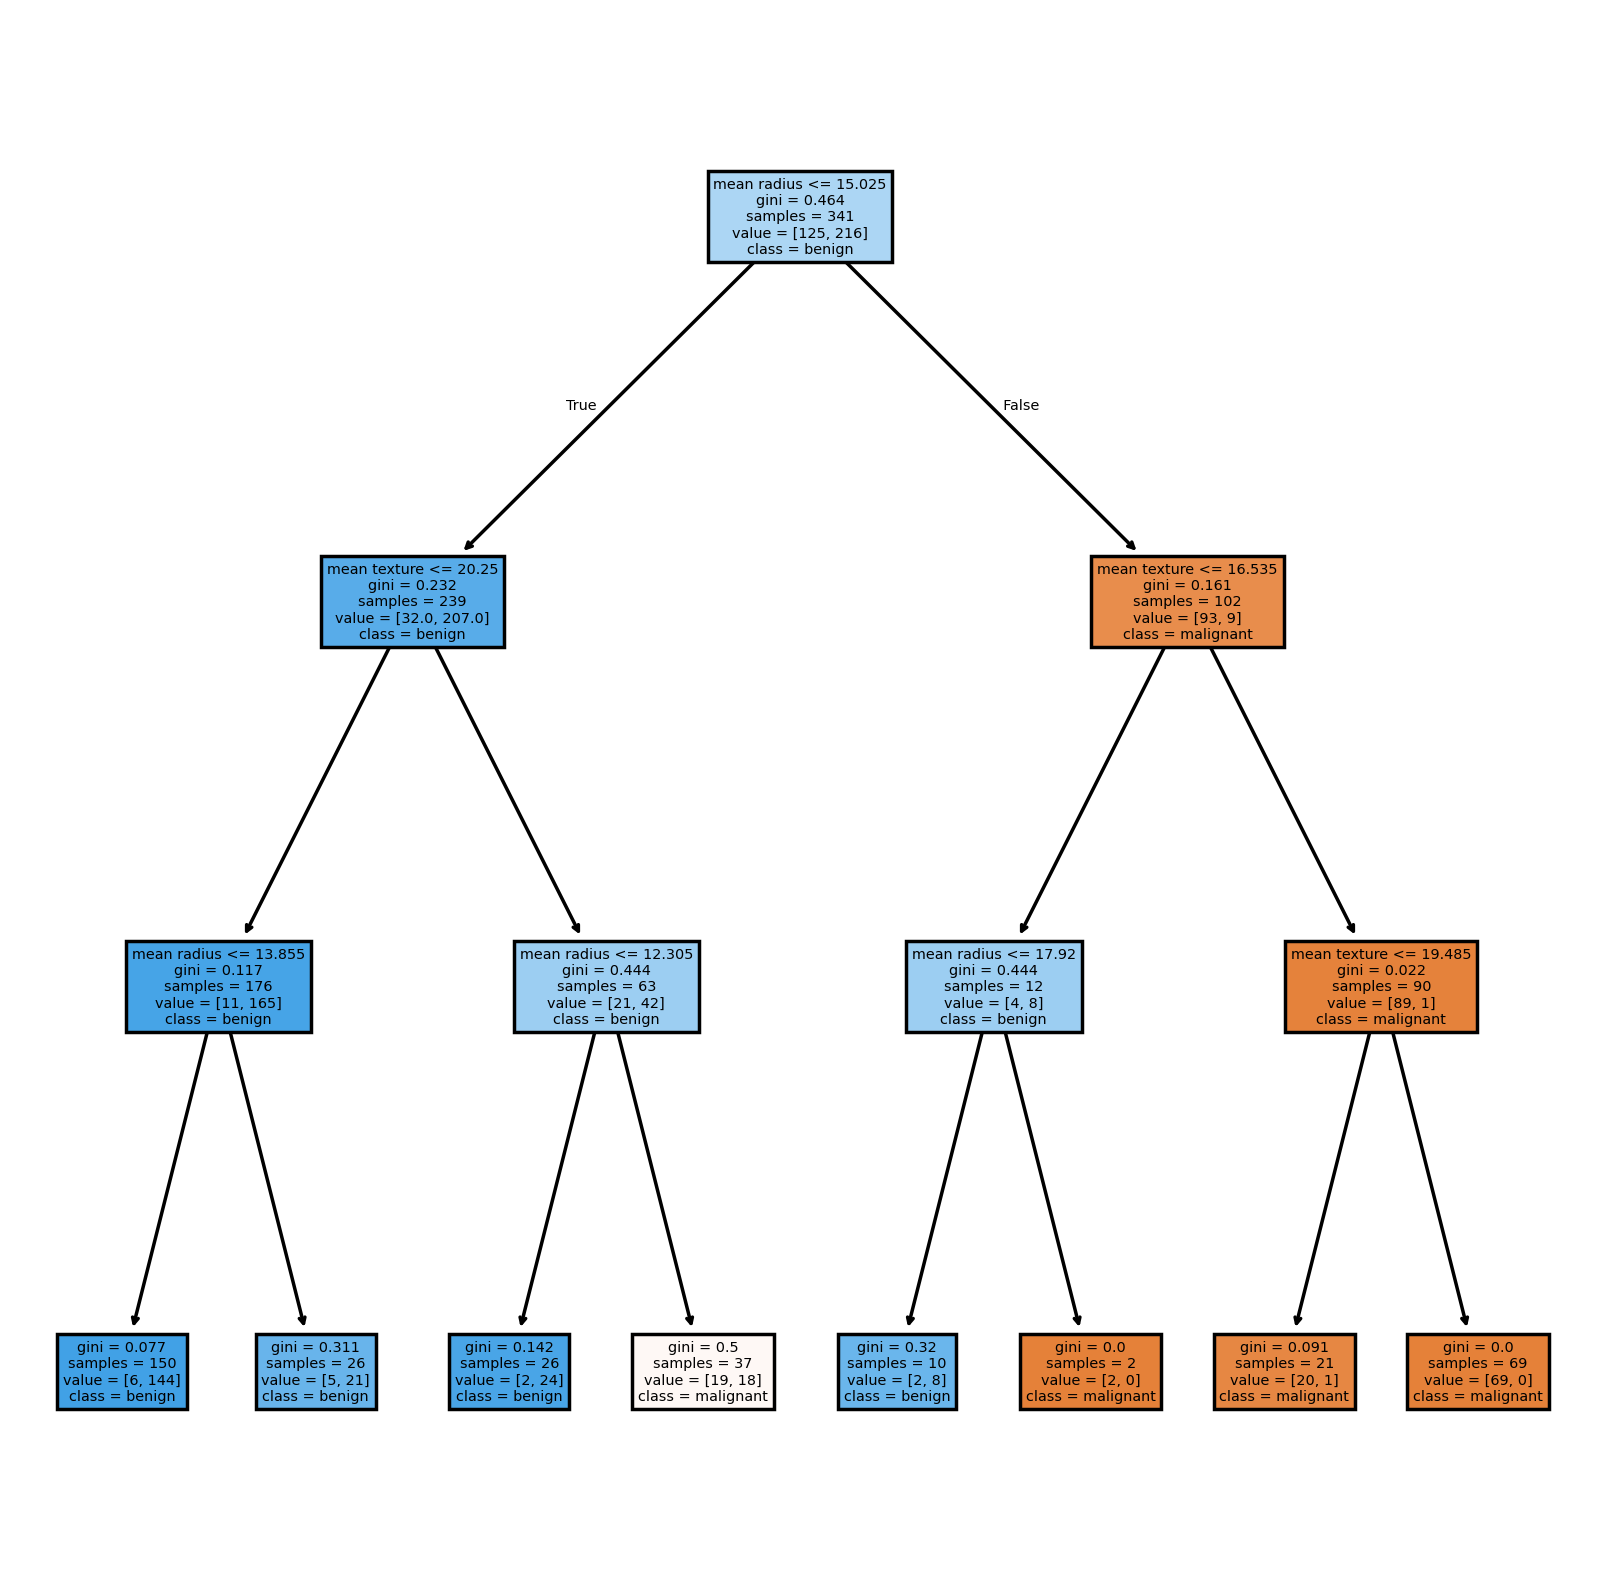 mean radius <= 15.025
gini = 0.464
samples = 341
value = [125, 216]
class = benign
True
False
mean texture <= 20.25
gini = 0.232
samples = 239
value = [32.0, 207.0]
class = benign
mean texture <= 16.535
gini = 0.161
samples = 102
value = [93, 9]
class = malignant
mean radius <= 13.855
gini = 0.117
samples = 176
value = [11, 165]
class = benign
mean radius <= 12.305
gini = 0.444
samples = 63
value = [21, 42]
class = benign
mean radius <= 17.92
gini = 0.444
samples = 12
value = [4, 8]
class = benign
mean texture <= 19.485
gini = 0.022
samples = 90
value = [89, 1]
class = malignant
gini = 0.077
samples = 150
value = [6, 144]
class = benign
gini = 0.311
samples = 26
value = [5, 21]
class = benign
gini = 0.142
samples = 26
value = [2, 24]
class = benign
gini = 0.5
samples = 37
value = [19, 18]
class = malignant
gini = 0.32
samples = 10
value = [2, 8]
class = benign
gini = 0.0
samples = 2
value = [2, 0]
class = malignant
gini = 0.091
samples = 21
value = [20, 1]
class = malignant
gini = 0.0
samples = 69
value = [69, 0]
class = malignant